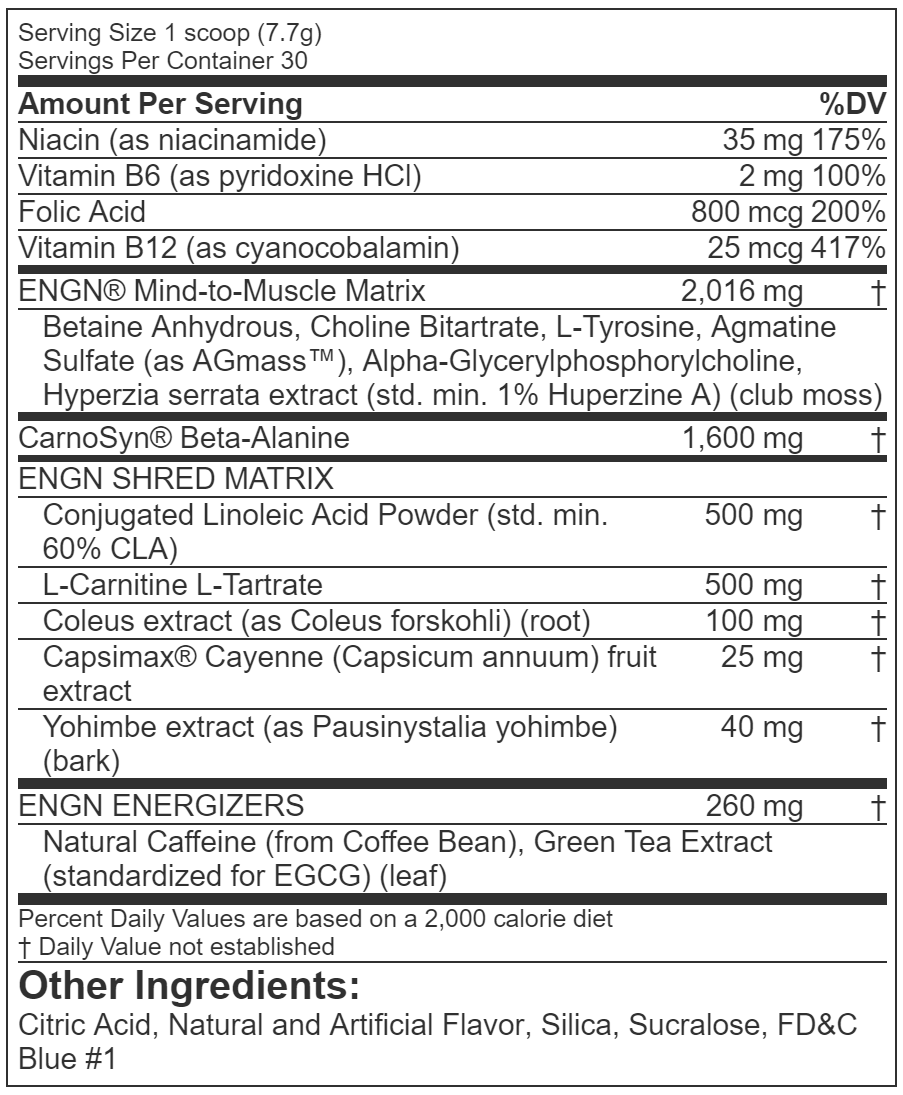 Serving Size 1 scoop (7.7g)
Servings Per Container 30
Amount Per Serving %DV
Niacin (as niacinamide) 35 mg 175%
Vitamin B6 (as pyridoxine HCl) 2 mg 100%
Folic Acid 800 mcg 200%
Vitamin B12 (as cyanocobalamin) 25 mcg 417%
ENGN® Mind-to-Muscle Matrix 2,016 mg †
Betaine Anhydrous, Choline Bitartrate, L-Tyrosine, Agmatine
Sulfate (as AGmass™), Alpha-Glycerylphosphorylcholine,
Hyperzia serrata extract (std. min. 1% Huperzine A) (club moss)
CarnoSyn® Beta-Alanine 1,600 mg †
ENGN SHRED MATRIX
Conjugated Linoleic Acid Powder (std. min. 500 mg †
60% CLA)
L-Carnitine L-Tartrate 500 mg †
Coleus extract (as Coleus forskohli) (root) 100 mg †
Capsimax® Cayenne (Capsicum annuum) fruit 25 mg †
extract
Yohimbe extract (as Pausinystalia yohimbe) 40 mg †
(bark)
ENGN ENERGIZERS 260 mg †
Natural Caffeine (from Coffee Bean), Green Tea Extract
(standardized for EGCG) (leaf)
Percent Daily Values are based on a 2,000 calorie diet
† Daily Value not established
Other Ingredients:
Citric Acid, Natural and Artificial Flavor, Silica, Sucralose, FD&C
Blue #1